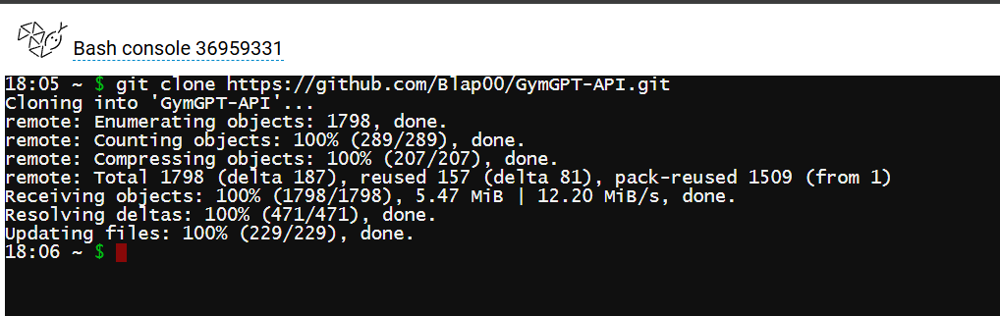 Bash console 36959331
18:05 ~ $ git clone https://github.com/Blap00/GymGPT-API.git
Cloning into 'GymGPT-API'...
remote: Enumerating objects: 1798, done.
remote: Counting objects: 100% (289/289), done.
remote: Compressing objects: 100% (207/207), done.
remote: Total 1798 (delta 187), reused 157 (delta 81), pack-reused 1509 (from 1)
Receiving objects: 100% (1798/1798), 5.47 MiB | 12.20 MiB/s, done.
Resolving deltas: 100% (471/471), done.
Updating files: 100% (229/229), done.
18:06 ~ $